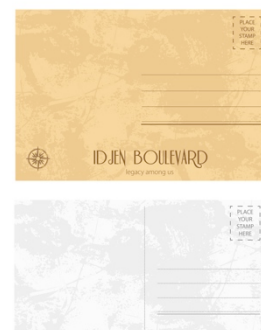 PLACE
YOUR
STAMP
HERE
IDJEN BOULEVARD
legacy among us
PLACE
YOUR
STAMP
HERE